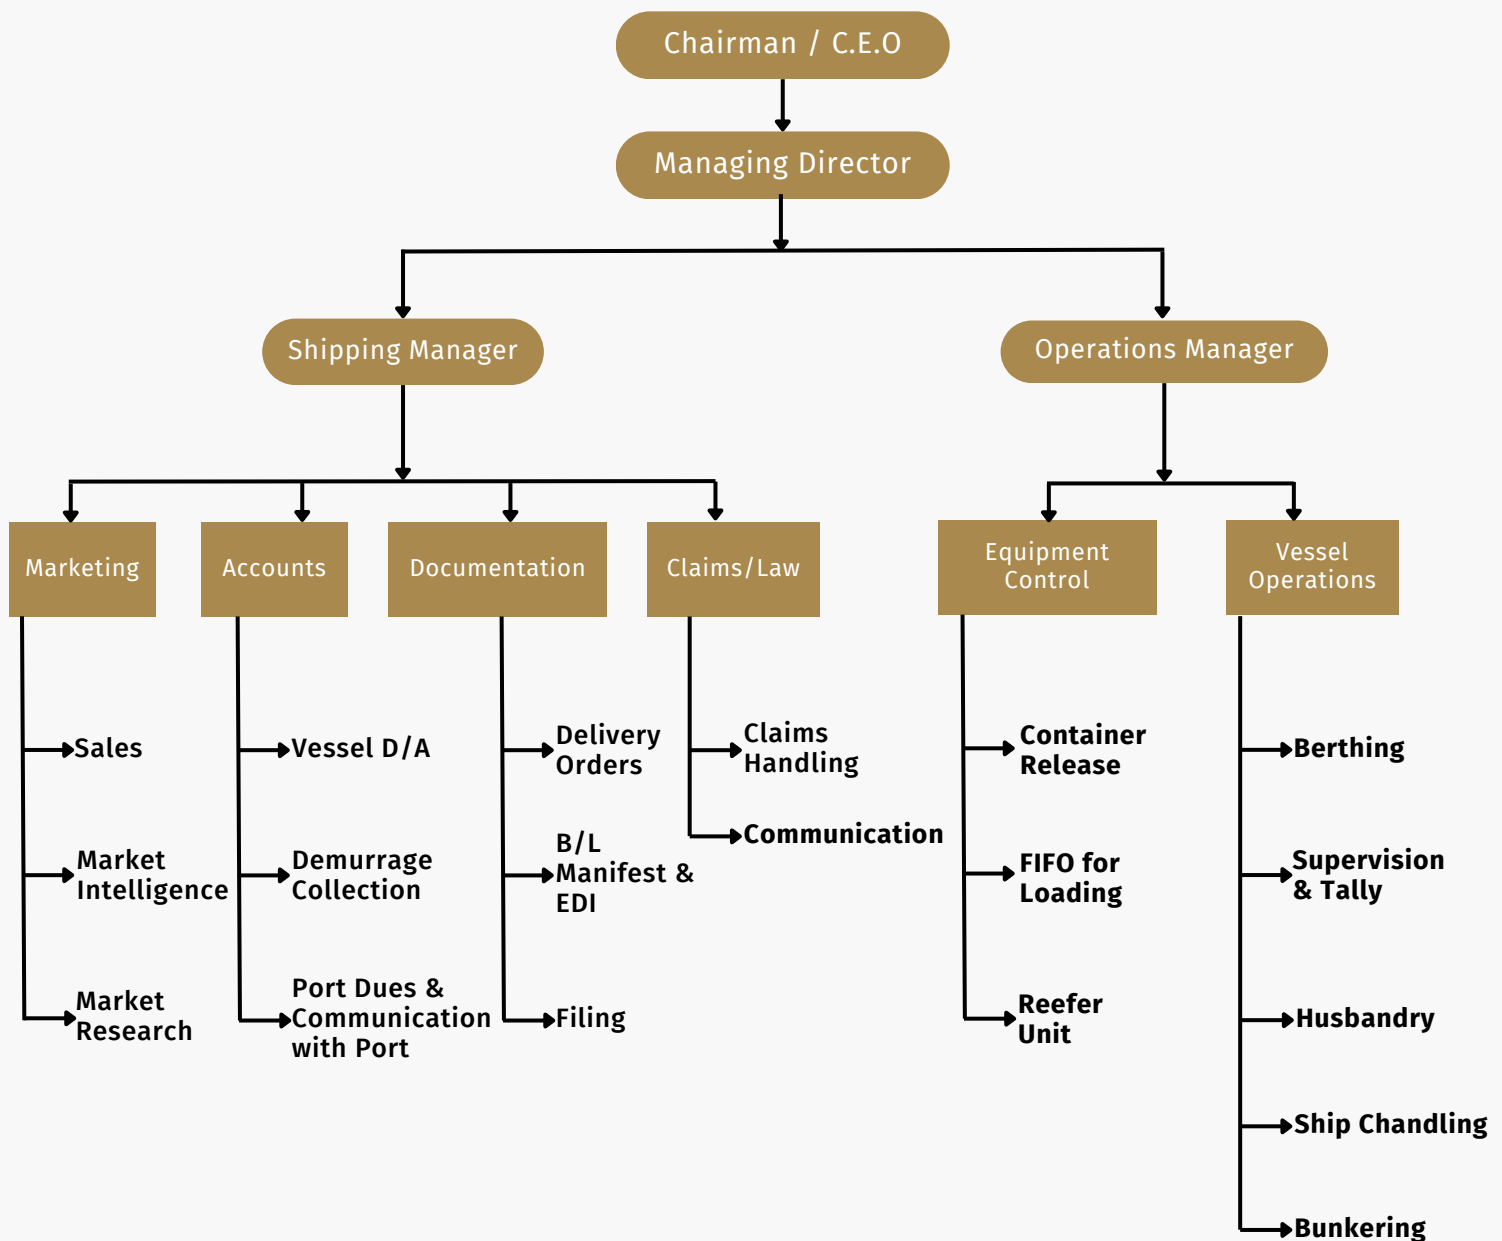 Chairman / C.E.O
Managing Director
Shipping Manager
Operations Manager
Marketing
Accounts
Documentation
Claims/Law
Equipment
Control
Vessel
Operations
Sales
Market
Intelligence
Market
Research
Vessel D/A
Demurrage
Collection
Port Dues &
Communication
with Port
Delivery
Orders
B/L
Manifest &
EDI
Filing
Claims
Handling
Communication
Container
Release
FIFO for
Loading
Reefer
Unit
Berthing
Supervision
& Tally
Husbandry
Ship Chandling
Bunkering